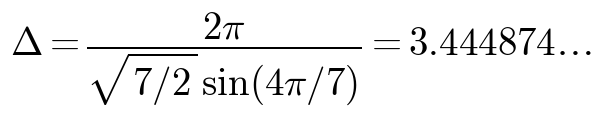 Δ = 2π / (√(7/2) sin(4π/7)) = 3.444874...